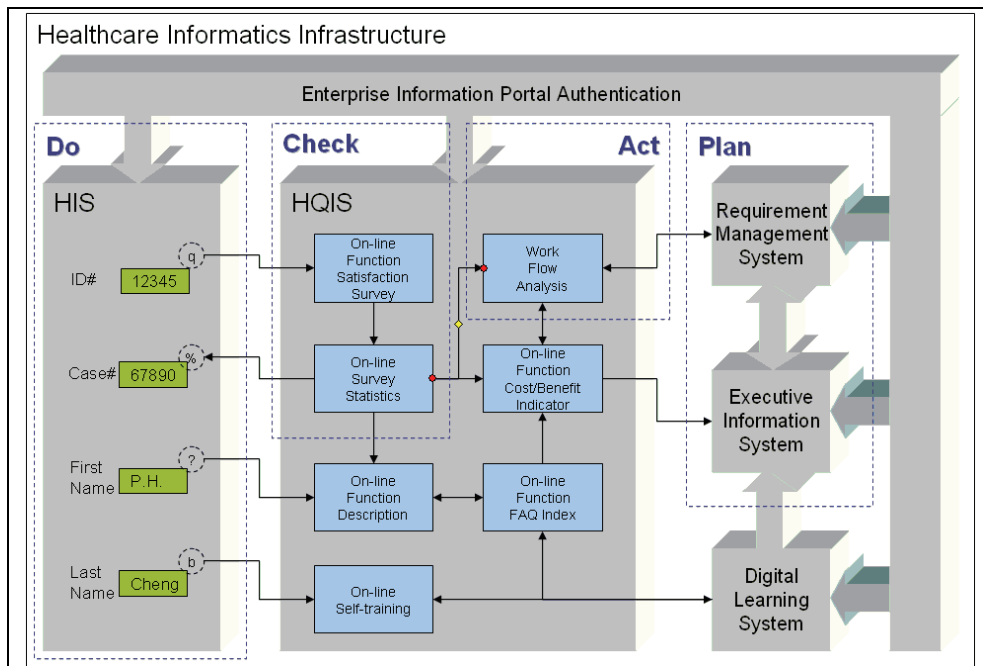 Healthcare Informatics Infrastructure
Enterprise Information Portal Authentication
Do
Check
Act
Plan
HIS
HQIS
ID#
12345
q
Case#
67890
%
First
Name
P.H.
?
Last
Name
Cheng
b
On-line
Function
Satisfaction
Survey
Work
Flow
Analysis
On-line
Survey
Statistics
On-line
Function
Cost/Benefit
Indicator
On-line
Function
Description
On-line
Function
FAQ Index
On-line
Self-training
Requirement
Management
System
Executive
Information
System
Digital
Learning
System